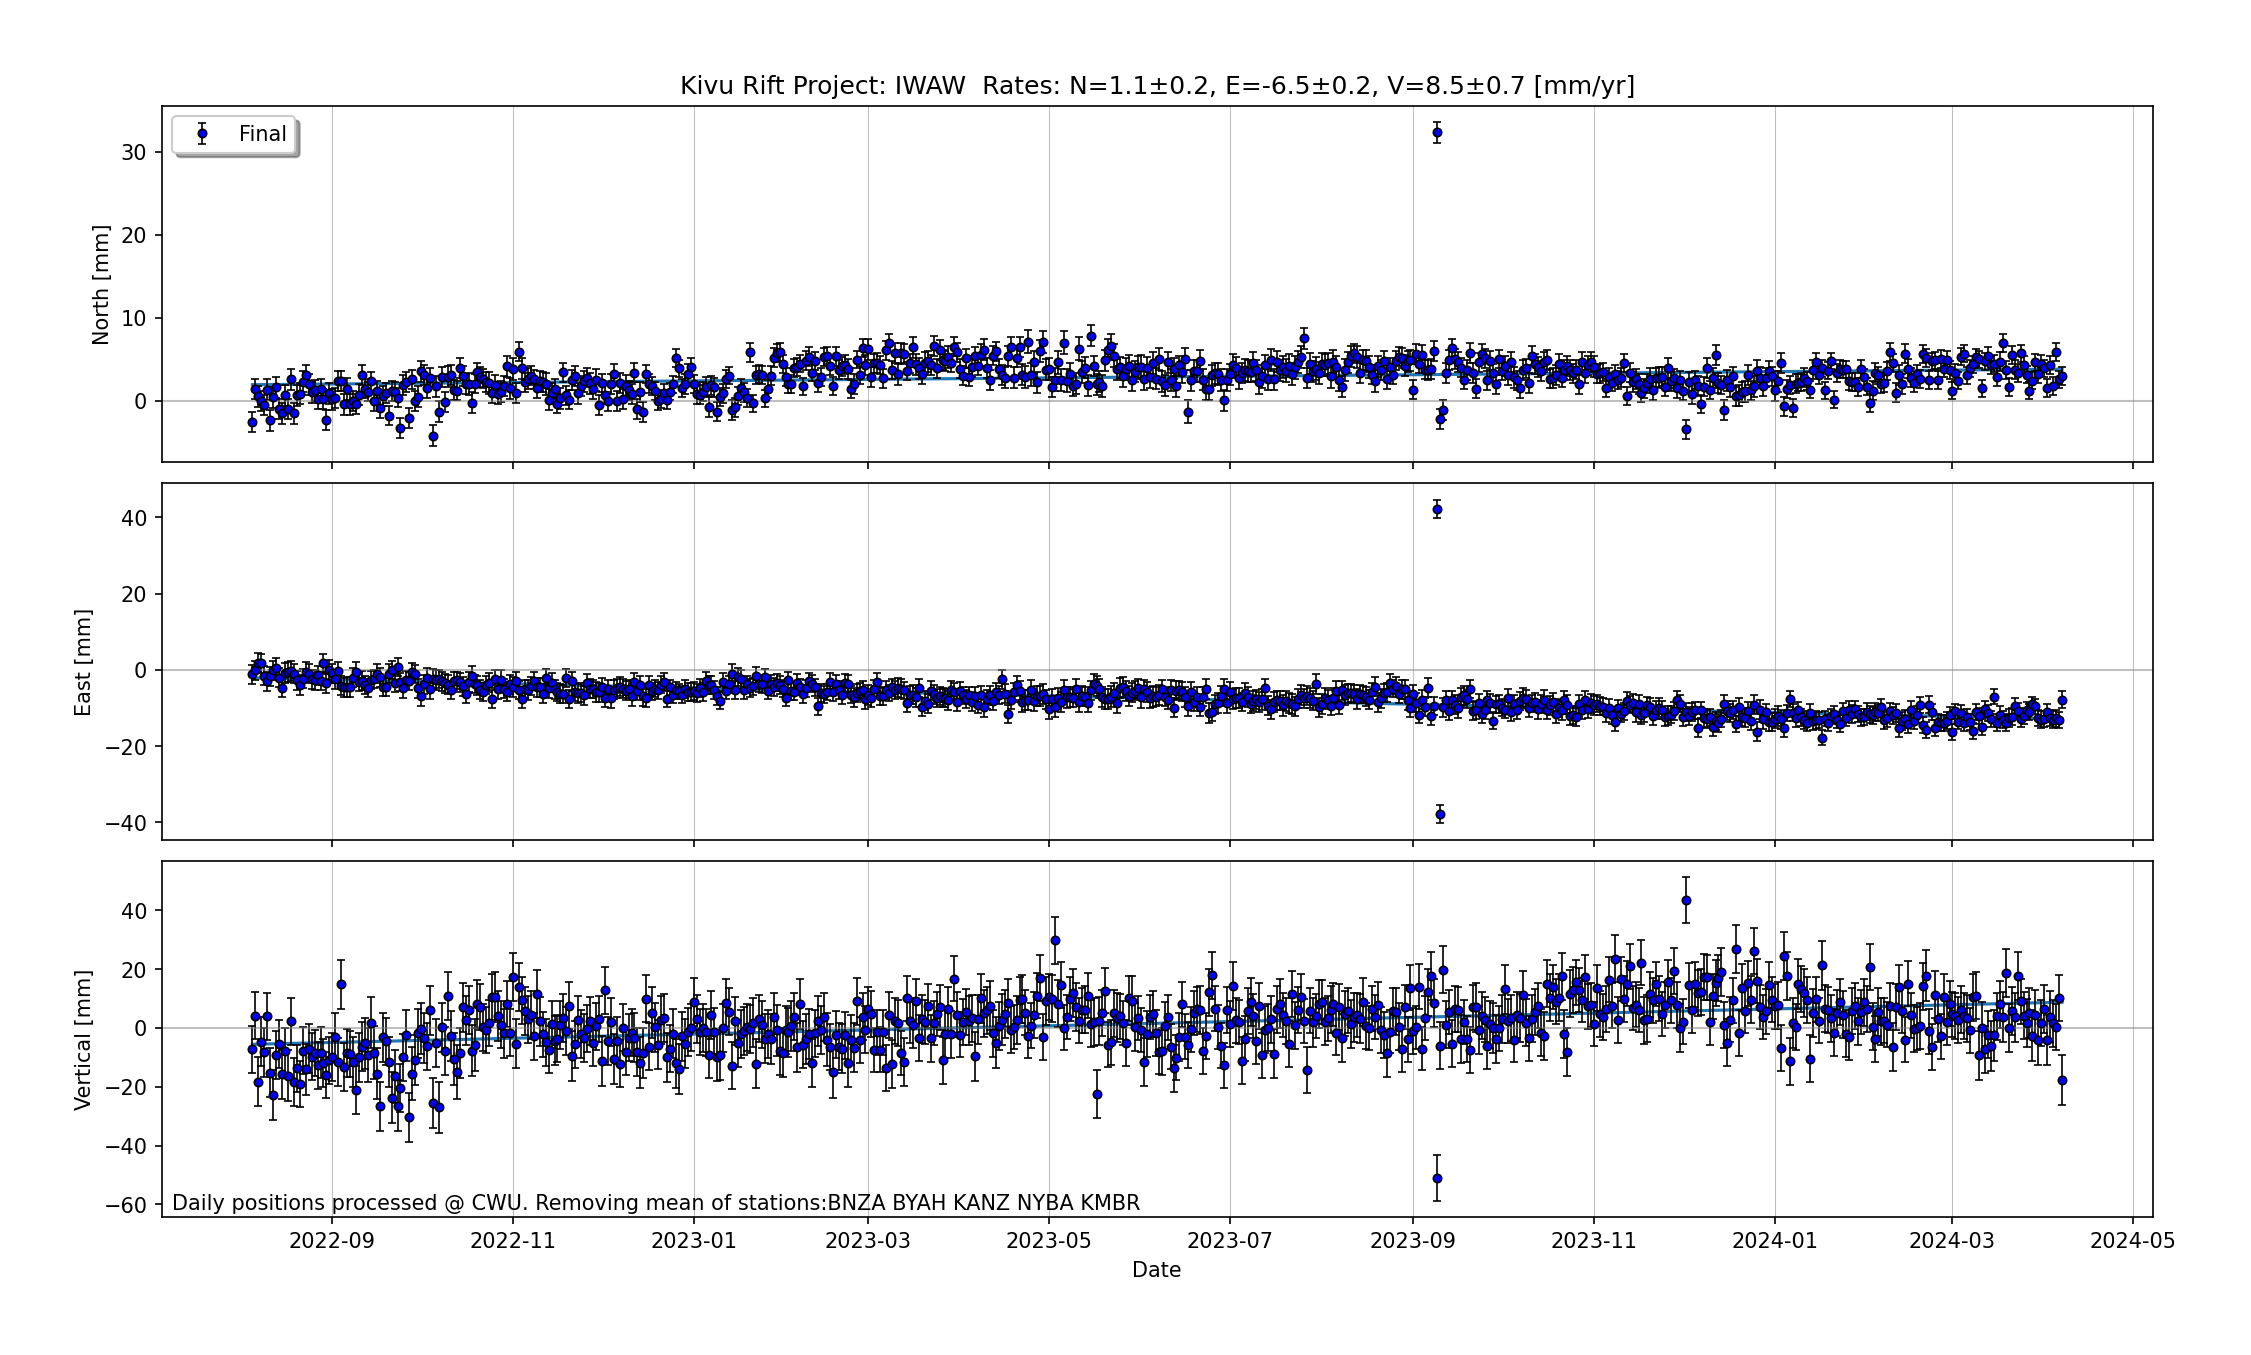 Kivu Rift Project: IWAW  Rates: N=1.1±0.2, E=-6.5±0.2, V=8.5±0.7 [mm/yr]
Final
North [mm]
30
20
10
0
East [mm]
40
20
0
−20
−40
Vertical [mm]
40
20
0
−20
−40
−60
Daily positions processed @ CWU. Removing mean of stations:BNZA BYAH KANZ NYBA KMBR
2022-09 2022-11 2023-01 2023-03 2023-05 2023-07 2023-09 2023-11 2024-01 2024-03 2024-05
Date